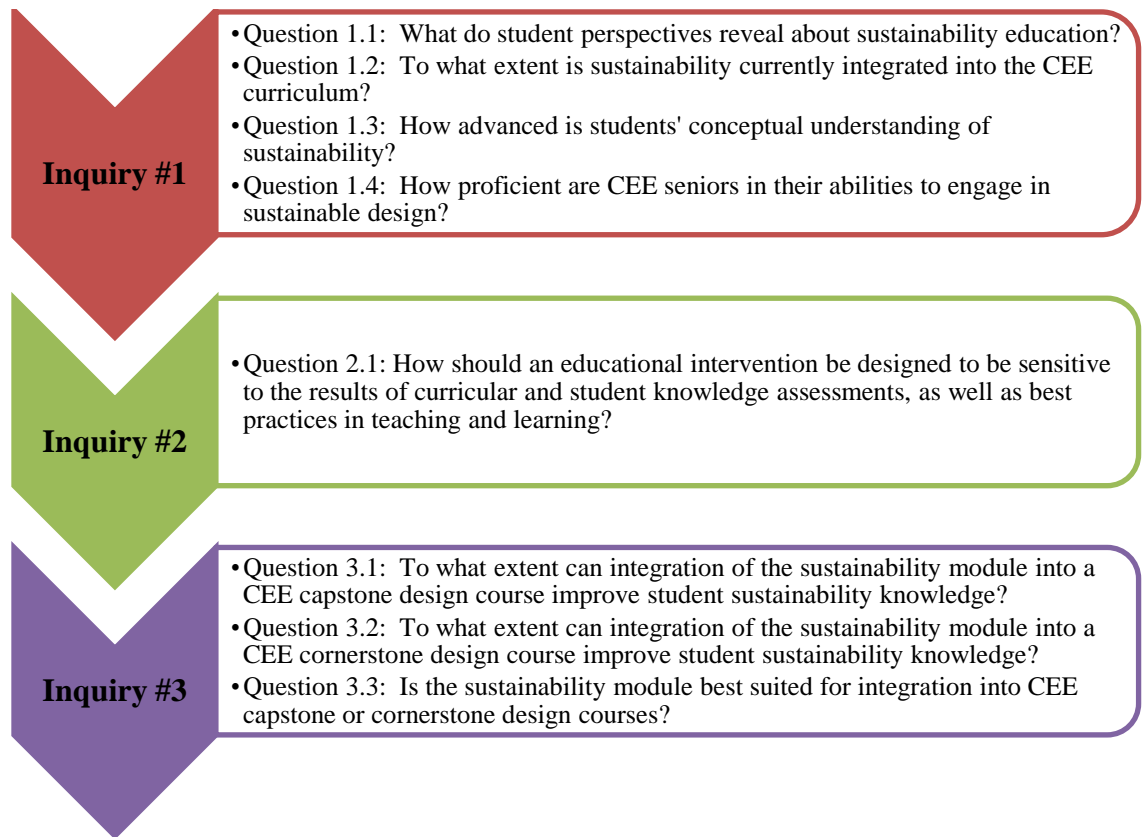 Inquiry #1
•Question 1.1:  What do student perspectives reveal about sustainability education?
•Question 1.2:  To what extent is sustainability currently integrated into the CEE
curriculum?
•Question 1.3:  How advanced is students' conceptual understanding of
sustainability?
•Question 1.4:  How proficient are CEE seniors in their abilities to engage in
sustainable design?
Inquiry #2
•Question 2.1: How should an educational intervention be designed to be sensitive
to the results of curricular and student knowledge assessments, as well as best
practices in teaching and learning?
Inquiry #3
•Question 3.1:  To what extent can integration of the sustainability module into a
CEE capstone design course improve student sustainability knowledge?
•Question 3.2:  To what extent can integration of the sustainability module into a
CEE cornerstone design course improve student sustainability knowledge?
•Question 3.3:  Is the sustainability module best suited for integration into CEE
capstone or cornerstone design courses?